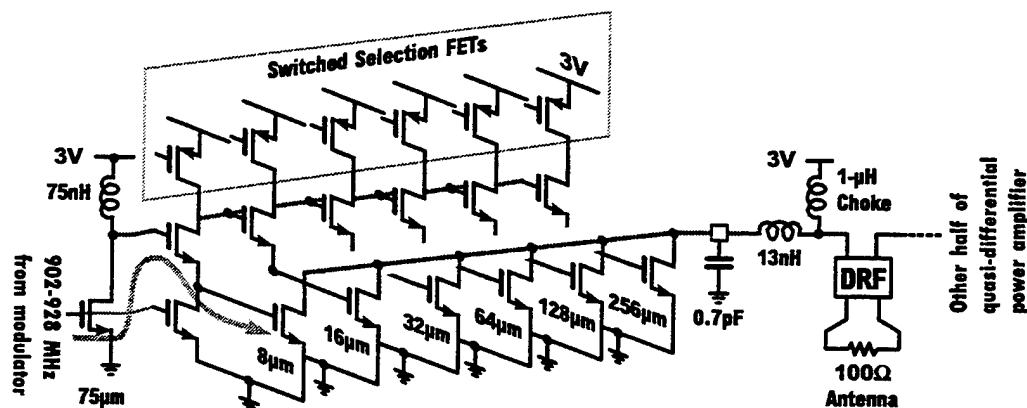 Switched Selection FETs
3V
3V
75nH
3V
1-µH
Choke
13nH
DRF
0.7pF
100Ω
Antenna
Other half of
quasi-differential
power amplifier
902-928 MHz
from modulator
75µm
8µm
16µm
32µm
64µm
128µm
256µm